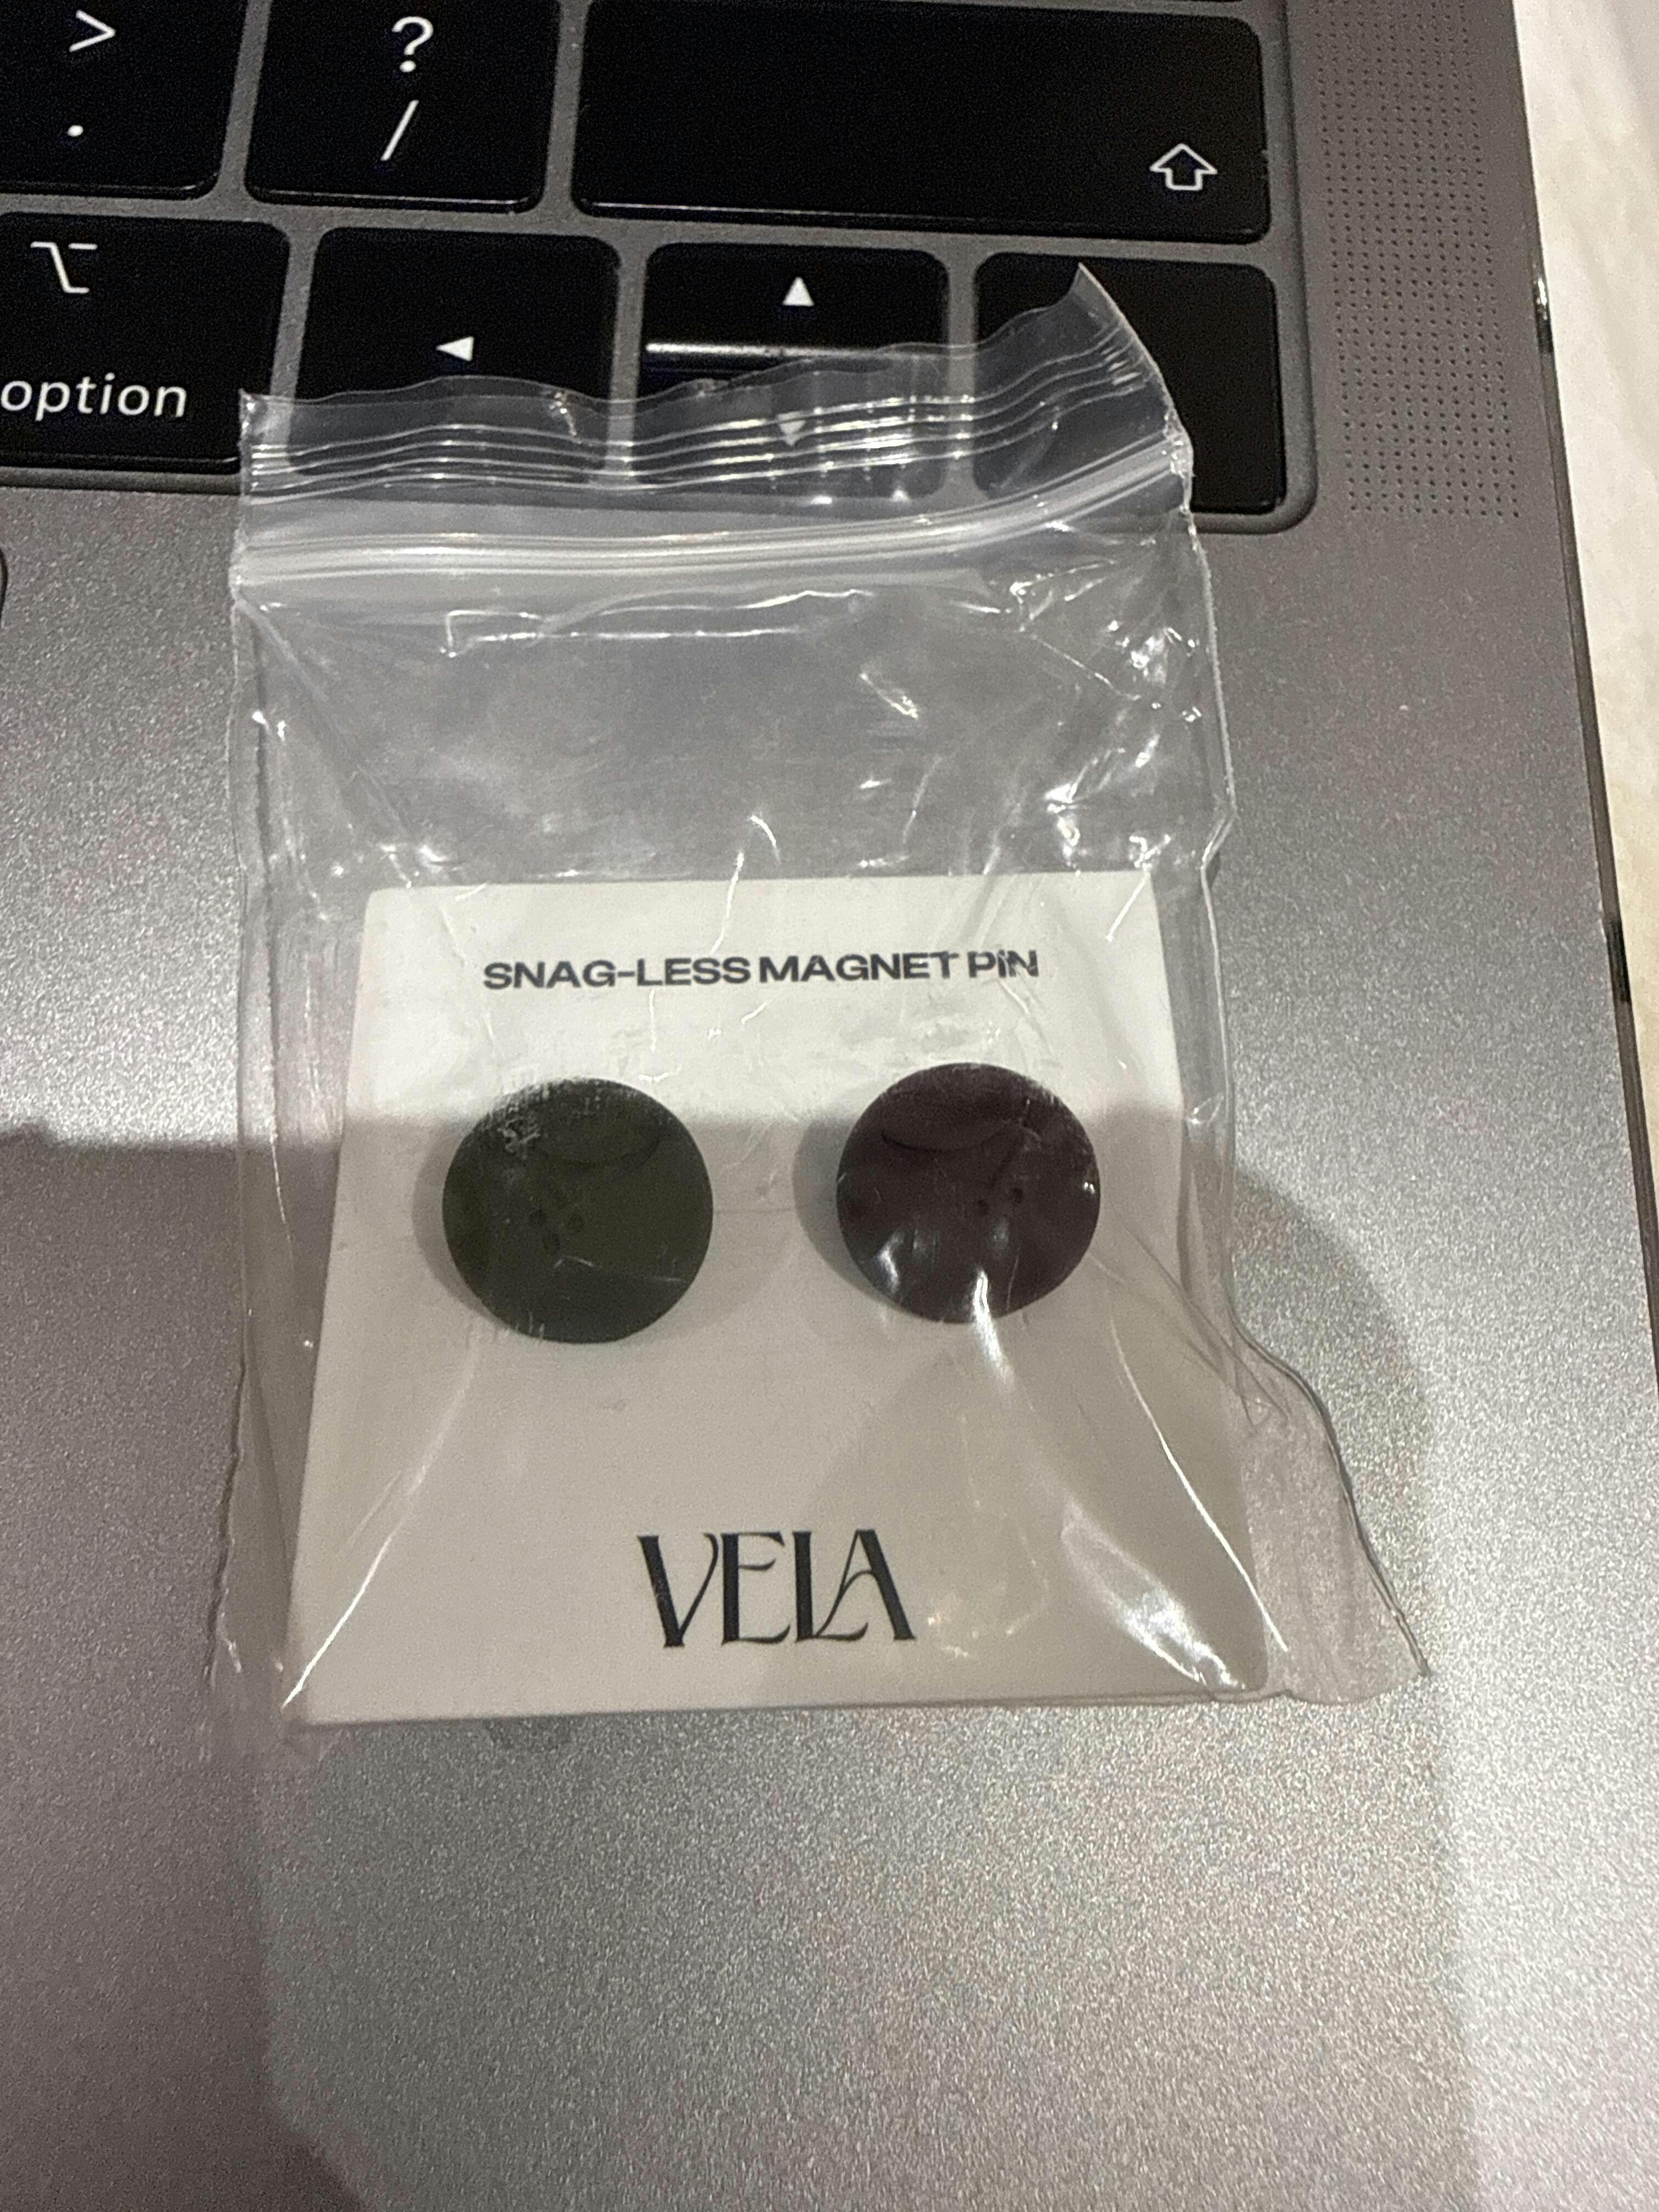 >
.
?
/
option
SNAG-LESS MAGNET PIN
VELA